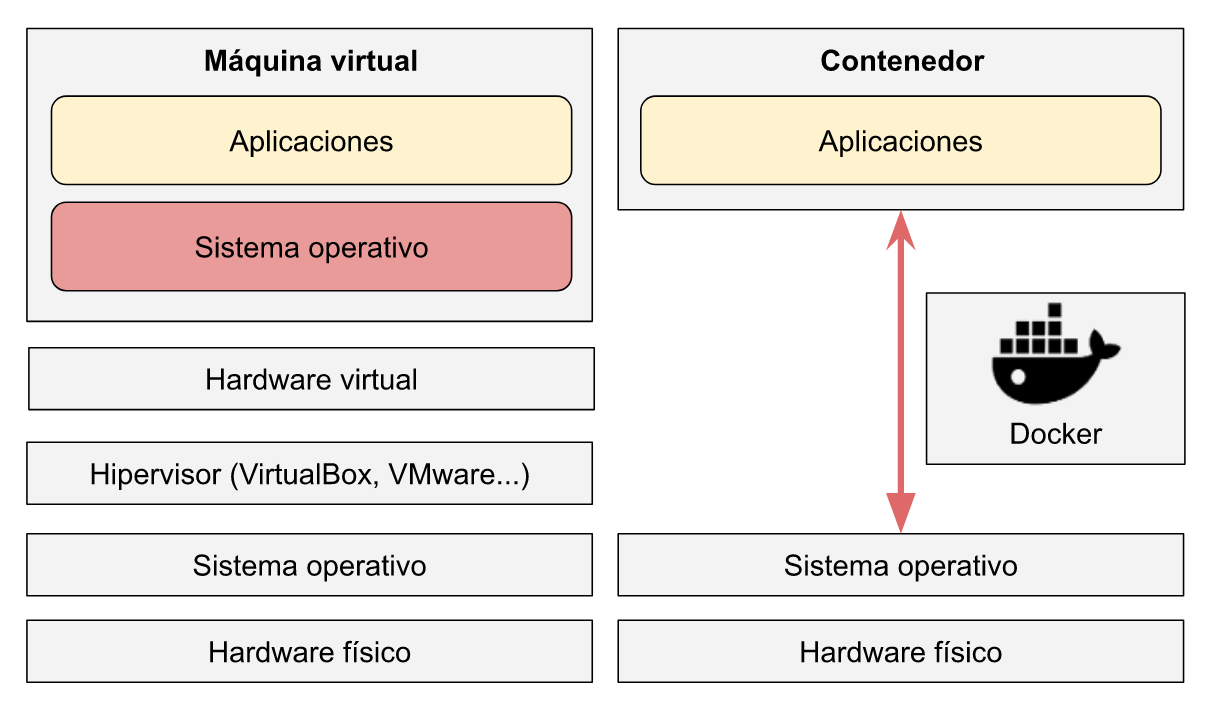 Máquina virtual
Aplicaciones
Sistema operativo
Hardware virtual
Hipervisor (VirtualBox, VMware...)
Sistema operativo
Hardware físico
Contenedor
Aplicaciones
Docker
Sistema operativo
Hardware físico